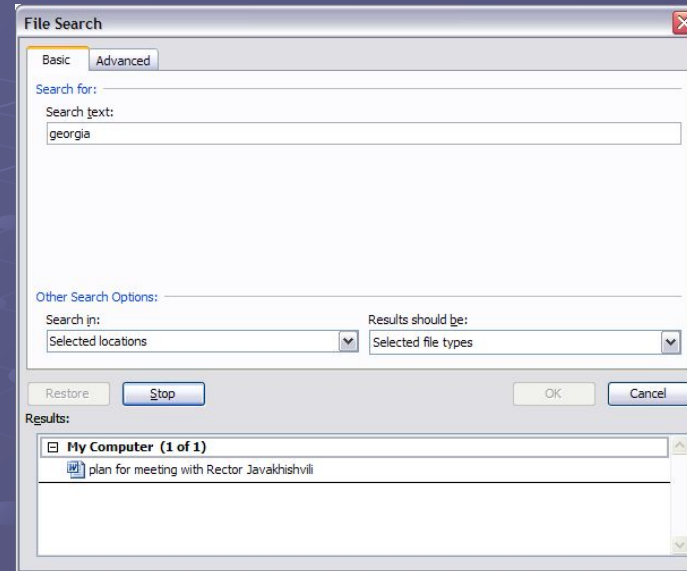 File Search
Basic Advanced
Search for:
Search text:
georgia
Other Search Options:
Search in: Results should be:
Selected locations Selected file types
Restore Stop OK Cancel
Results:
My Computer (1 of 1)
plan for meeting with Rector Javakhishvili